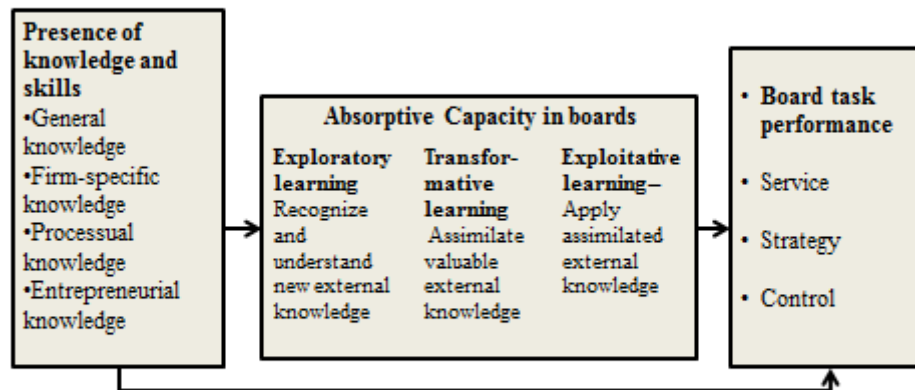 Presence of
knowledge and
skills
•General
knowledge
•Firm-specific
knowledge
•Processual
knowledge
•Entrepreneurial
knowledge
Absorptive Capacity in boards
Exploratory
learning
Recognize
and
understand
new external
knowledge
Transfor-
mative
learning
Assimilate
valuable
external
knowledge
Exploitative
learning–
Apply
assimilated
external
knowledge
• Board task
performance
• Service
• Strategy
• Control